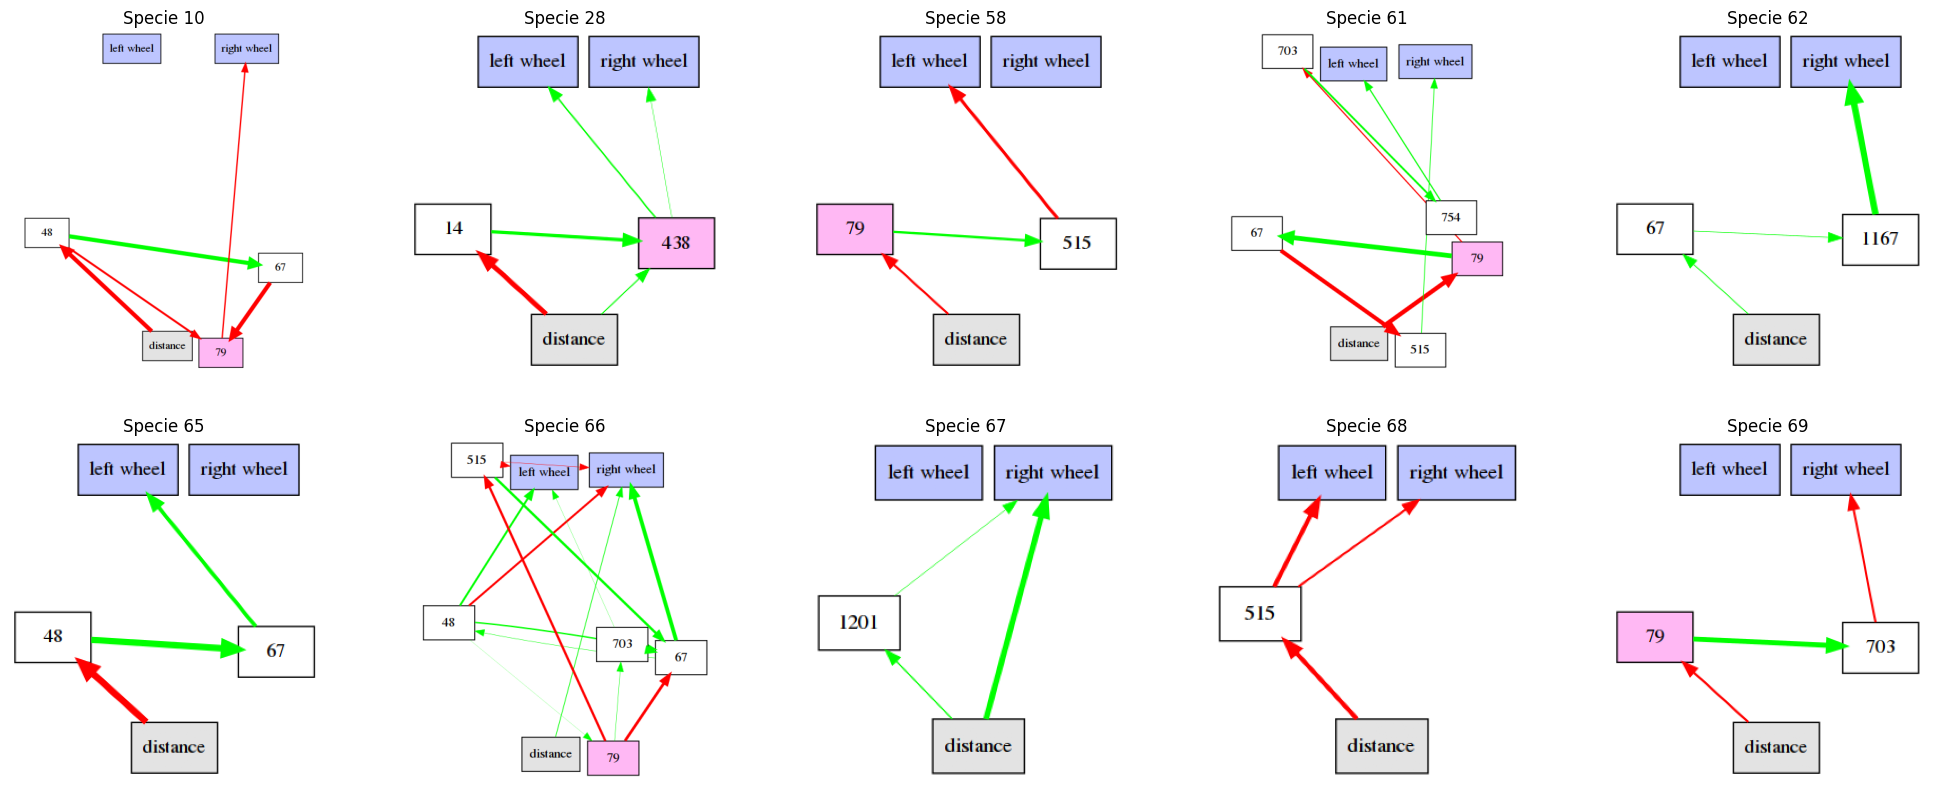 Specie 10
left wheel
right wheel
48
67
distance
79
Specie 28
left wheel
right wheel
14
438
distance
Specie 58
left wheel
right wheel
79
515
distance
Specie 61
703
left wheel
right wheel
754
67
79
distance
515
Specie 62
left wheel
right wheel
67
1167
distance
Specie 65
left wheel
right wheel
48
67
distance
Specie 66
515
left wheel
right wheel
48
703
67
distance
79
Specie 67
left wheel
right wheel
1201
distance
Specie 68
left wheel
right wheel
515
distance
Specie 69
left wheel
right wheel
79
703
distance